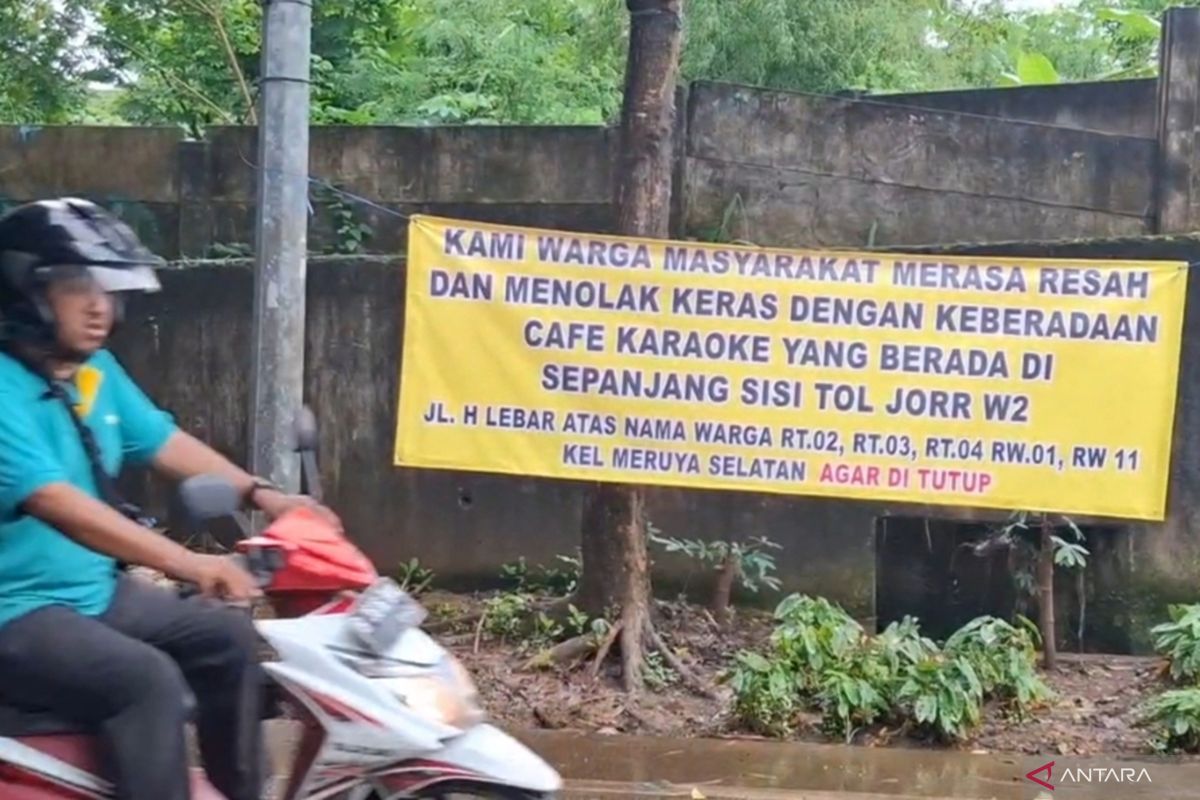 KAMI WARGA MASYARAKAT MERASA RESAH
DAN MENOLAK KERAS DENGAN KEBERADAAN
CAFE KARAOKE YANG BERADA DI
SEPANJANG SISI TOL JORR W2
JL. H LEBAR ATAS NAMA WARGA RT.02, RT.03, RT.04 RW.01, RW 11
KEL MERUYA SELATAN AGAR DI TUTUP
ANTARA